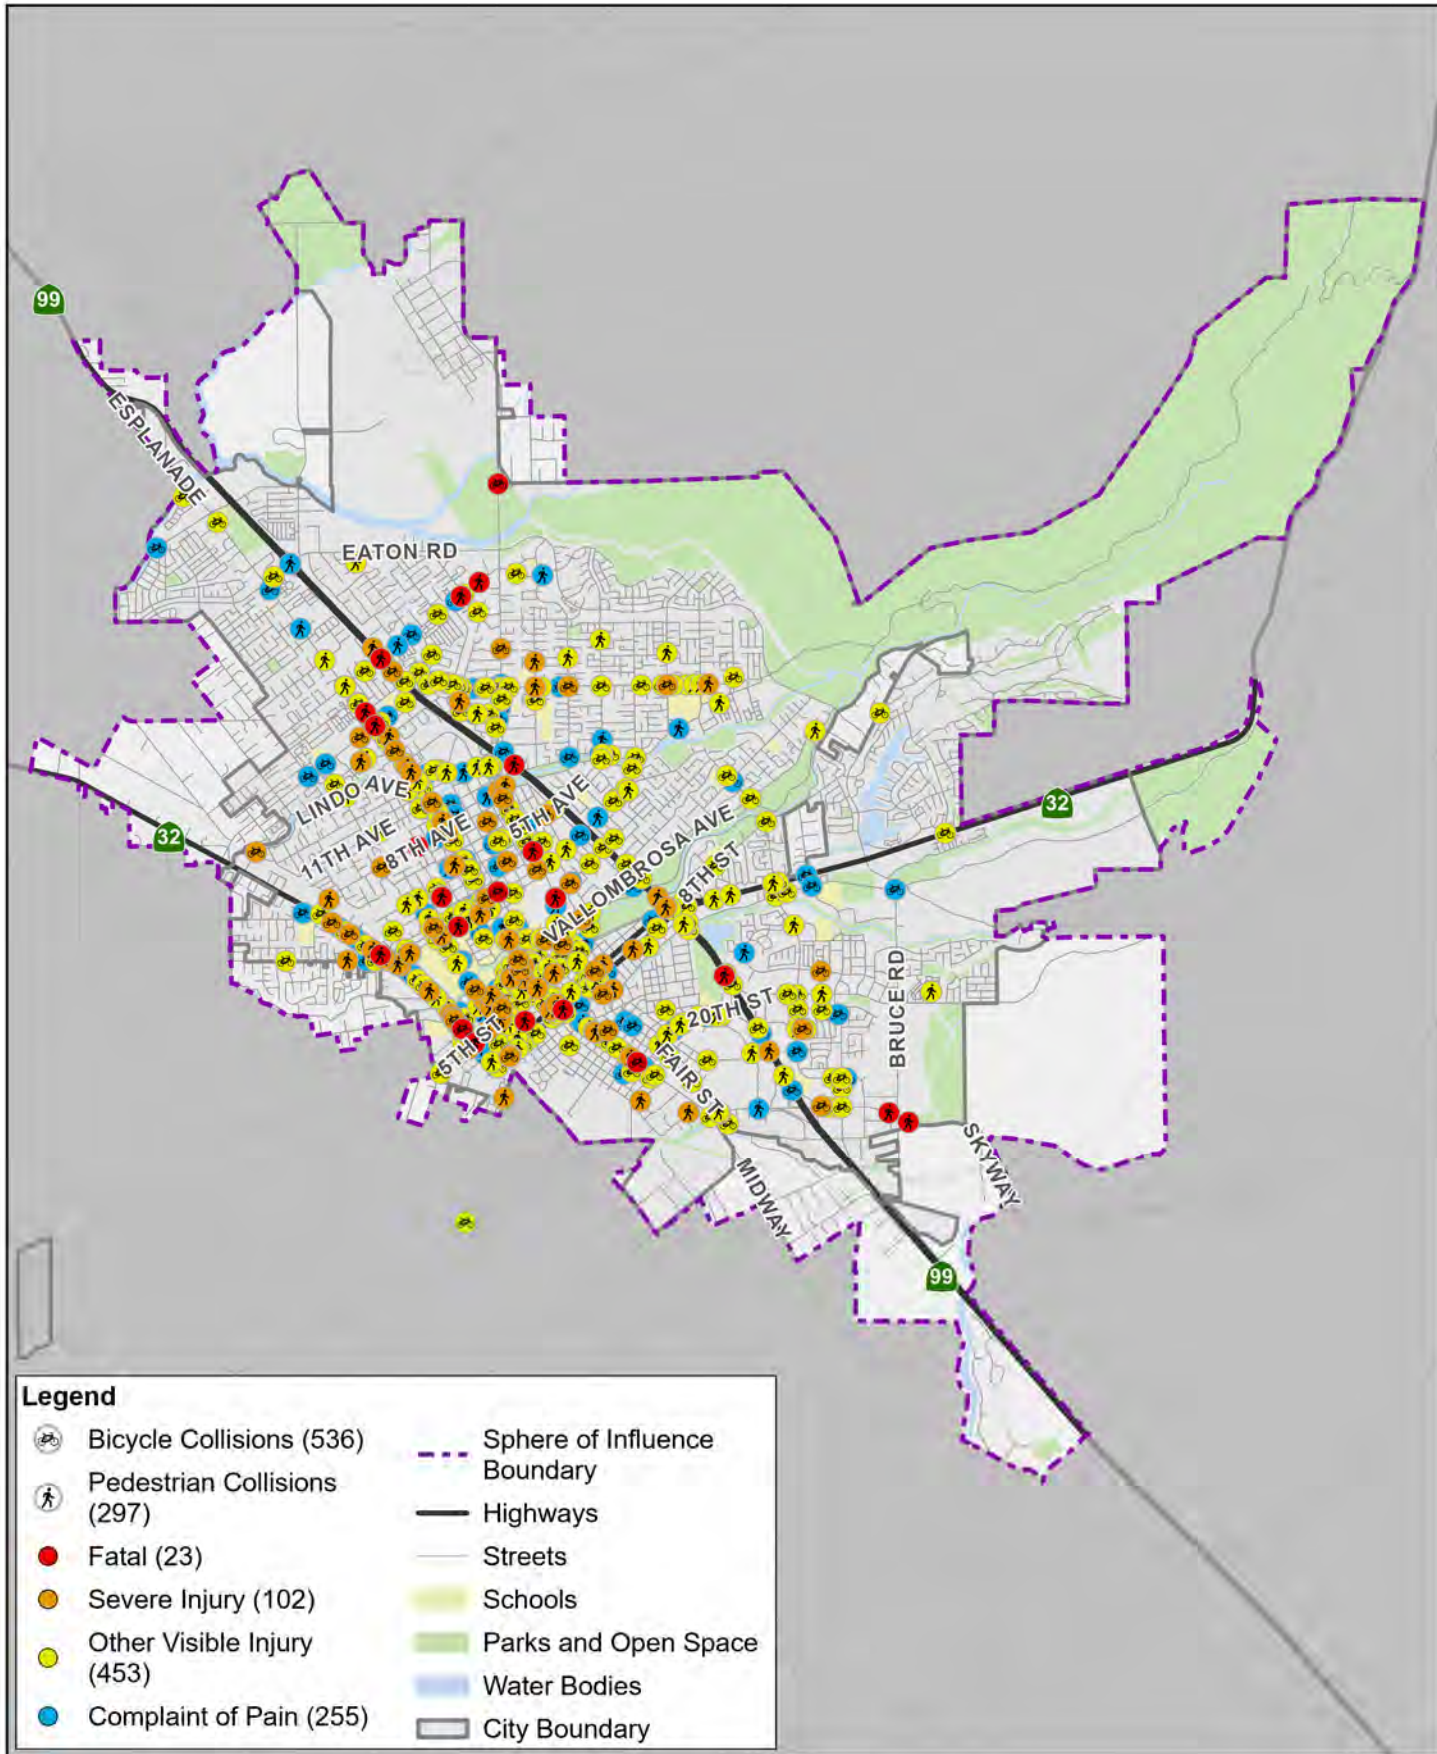 99
ESPLANADE
EATON RD
LINDO AVE
5TH AVE
32
32
11TH AVE
8TH AVE
VALLOMBROSA AVE
8TH ST
BRUCE RD
20TH ST
5TH ST
FAIR ST
SKYWAY
MIDWAY
99
Legend
Bicycle Collisions (536)
Pedestrian Collisions
(297)
Fatal (23)
Severe Injury (102)
Other Visible Injury
(453)
Complaint of Pain (255)
Sphere of Influence
Boundary
Highways
Streets
Schools
Parks and Open Space
Water Bodies
City Boundary